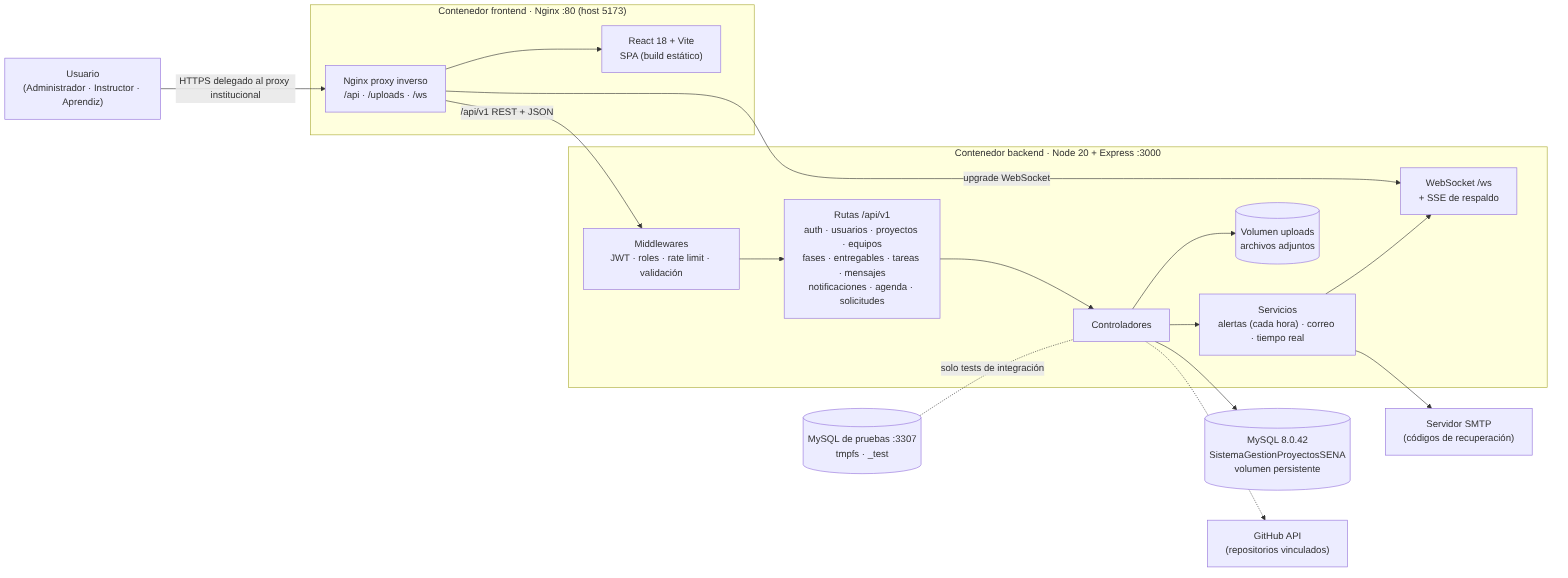 Contenedor frontend · Nginx :80 (host 5173)
React 18 + Vite
SPA (build estático)
Usuario
(Administrador · Instructor ·
Aprendiz)
HTTPS delegado al proxy
institucional
Nginx proxy inverso
/api · /uploads · /ws
/api/v1 REST + JSON
Contenedor backend · Node 20 + Express :3000
upgrade WebSocket
WebSocket /ws
+ SSE de respaldo
Middlewares
JWT · roles · rate limit ·
validación
Rutas /api/v1
auth · usuarios · proyectos
· equipos
fases · entregables · tareas
· mensajes
notificaciones · agenda ·
solicitudes
Volumen uploads
archivos adjuntos
Controladores
Servicios
alertas (cada hora) · correo
· tiempo real
solo tests de integración
MySQL de pruebas :3307
tmpfs · _test
MySQL 8.0.42
SistemaGestionProyectosSENA
volumen persistente
Servidor SMTP
(códigos de recuperación)
GitHub API
(repositorios vinculados)